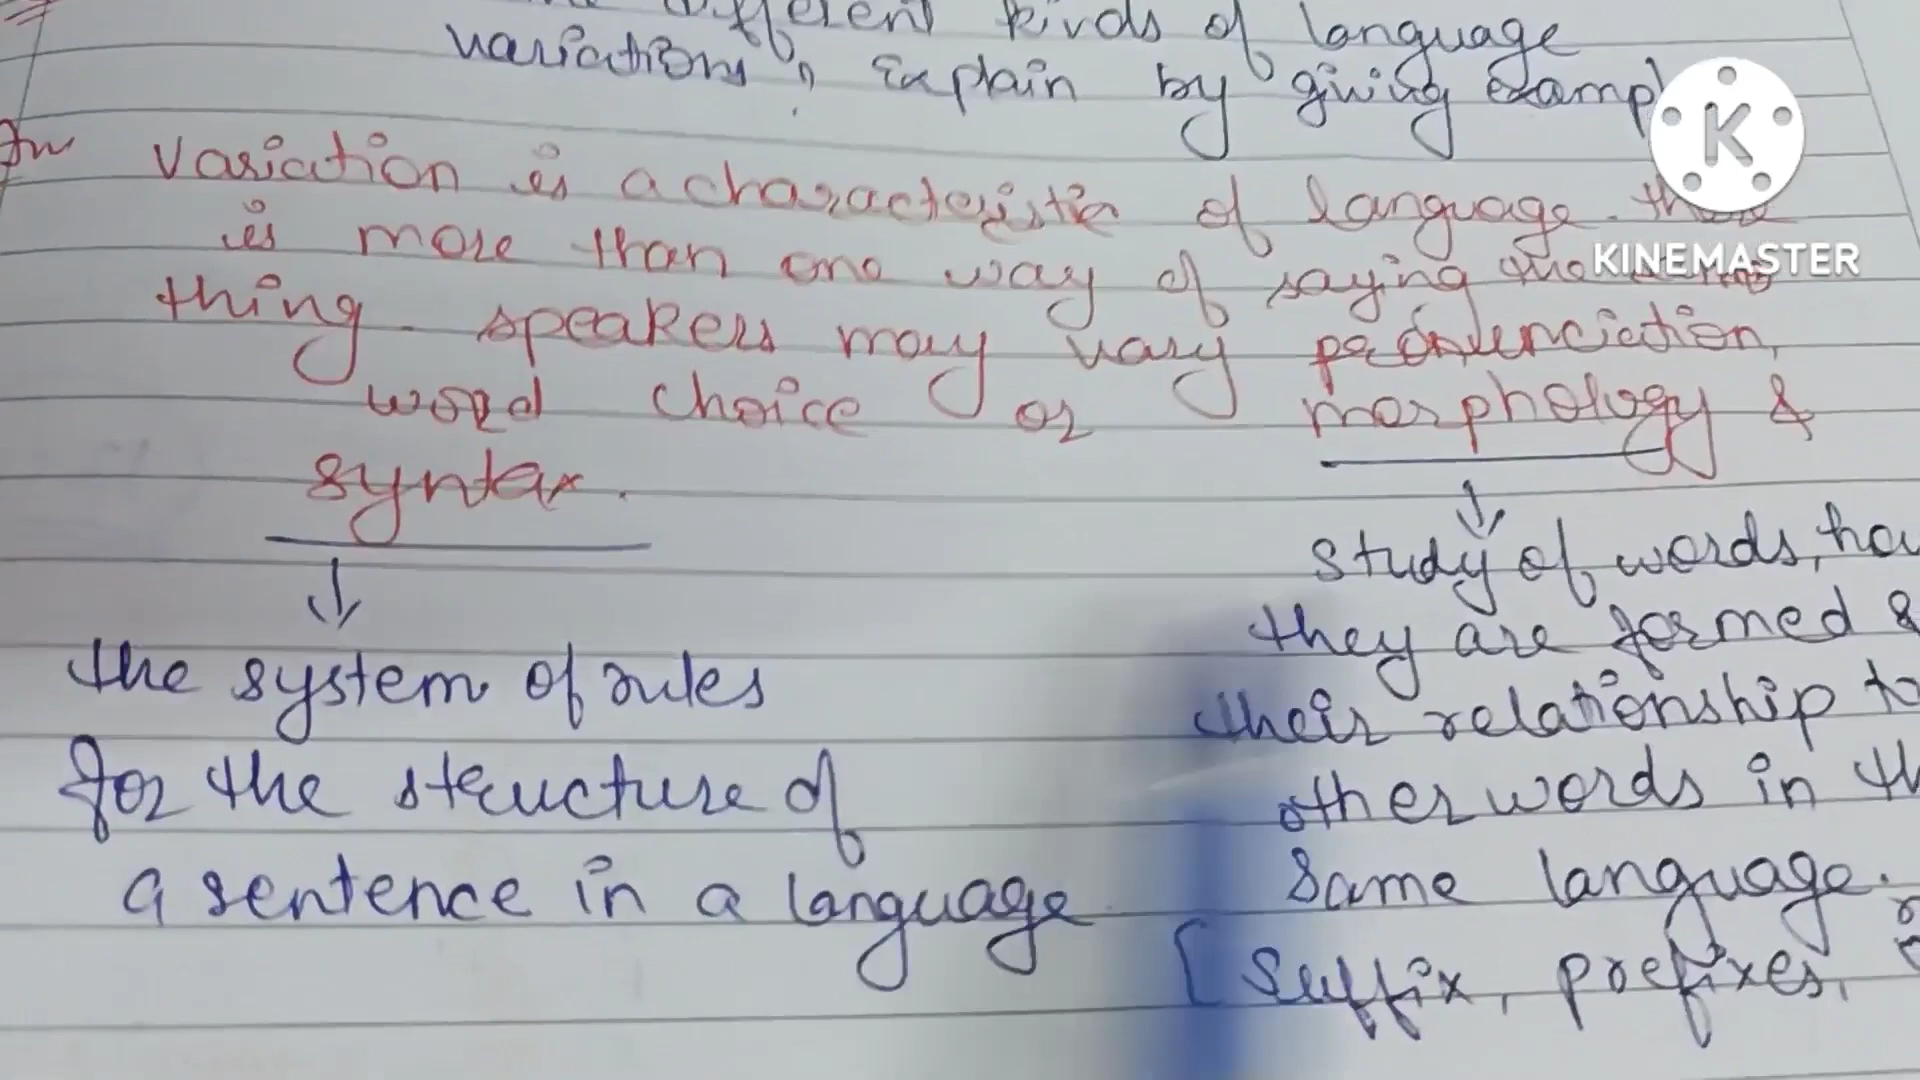 different kinds of language
variations? Explain by giving examp
K
KINEMASTER
Variation is a characteristic of language. there
is more than one way of saying the same
thing. speakers may vary pronunciation,
word choice or morphology &
syntax.
study of words, ho
they are formed &
their relationship to
other words in th
same language.
[ Suffix, prefixes,
the system of rules
for the structure of
a sentence in a language